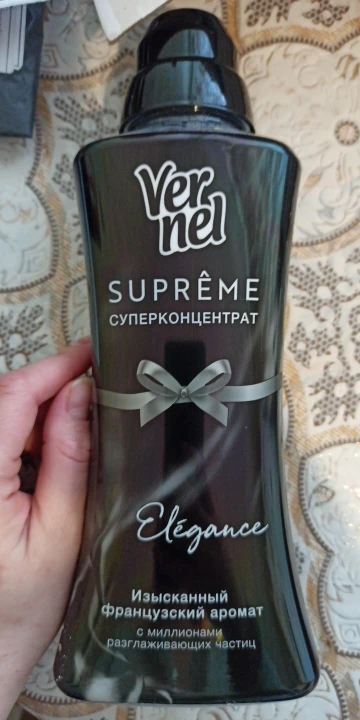 Ver
nel
SUPRÊME
СУПЕРКОНЦЕНТРАТ
Elégance
Изысканный
французский аромат
с миллионами
разглаживающих частиц